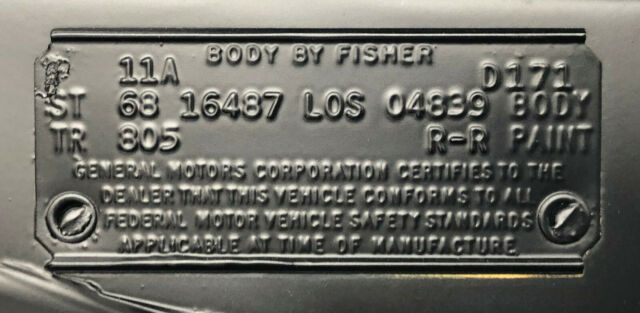 BODY BY FISHER
11A D171
ST 68 16487 LOS 04839 BODY
TR 805 R-R PAINT
GENERAL MOTORS CORPORATION CERTIFIES TO THE
DEALER THAT THIS VEHICLE CONFORMS TO ALL
FEDERAL MOTOR VEHICLE SAFETY STANDARDS
APPLICABLE AT TIME OF MANUFACTURE.